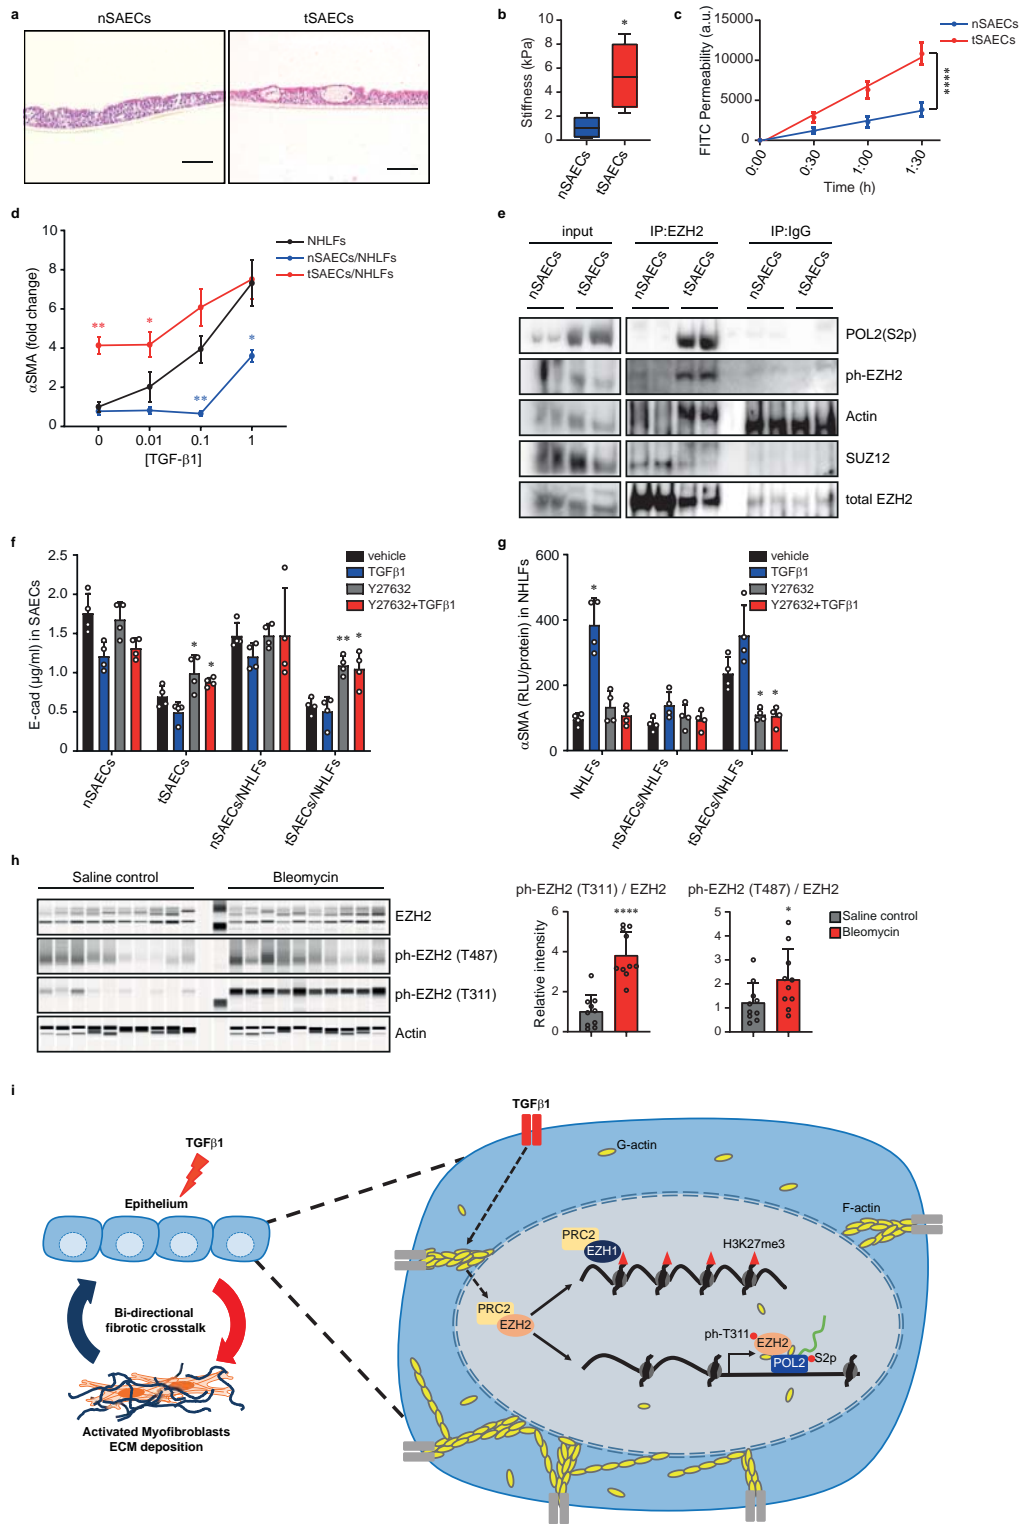 a
nSAECs
tSAECs
b
Stiffness (kPa)
10
8
6
4
2
0
*
nSAECs
tSAECs
c
FITC Permeability (a.u.)
15000
10000
5000
0
nSAECs
tSAECs
****
0:00
0:30
1:00
1:30
Time (h)
d
αSMA (fold change)
10
8
6
4
2
0
NHLFs
nSAECs/NHLFs
tSAECs/NHLFs
**
*
**
*
0
0.01
0.1
1
[TGF-β1]
e
input
IP:EZH2
IP:IgG
nSAECs
tSAECs
nSAECs
tSAECs
nSAECs
tSAECs
POL2(S2p)
ph-EZH2
Actin
SUZ12
total EZH2
f
E-cad (µg/ml) in SAECs
2.5
2.0
1.5
1.0
0.5
0
vehicle
TGFβ1
Y27632
Y27632+TGFβ1
*
*
**
*
nSAECs
tSAECs
nSAECs/NHLFs
tSAECs/NHLFs
g
αSMA (RLU/protein) in NHLFs
600
400
200
0
vehicle
TGFβ1
Y27632
Y27632+TGFβ1
*
*
*
NHLFs
nSAECs/NHLFs
tSAECs/NHLFs
h
Saline control
Bleomycin
EZH2
ph-EZH2 (T487)
ph-EZH2 (T311)
Actin
ph-EZH2 (T311) / EZH2
Relative intensity
6
4
2
0
****
ph-EZH2 (T487) / EZH2
5
4
3
2
1
0
*
Saline control
Bleomycin
i
TGFβ1
Epithelium
Bi-directional
fibrotic crosstalk
Activated Myofibroblasts
ECM deposition
TGFβ1
G-actin
F-actin
PRC2
EZH1
H3K27me3
PRC2
EZH2
ph-T311
EZH2
POL2
S2p